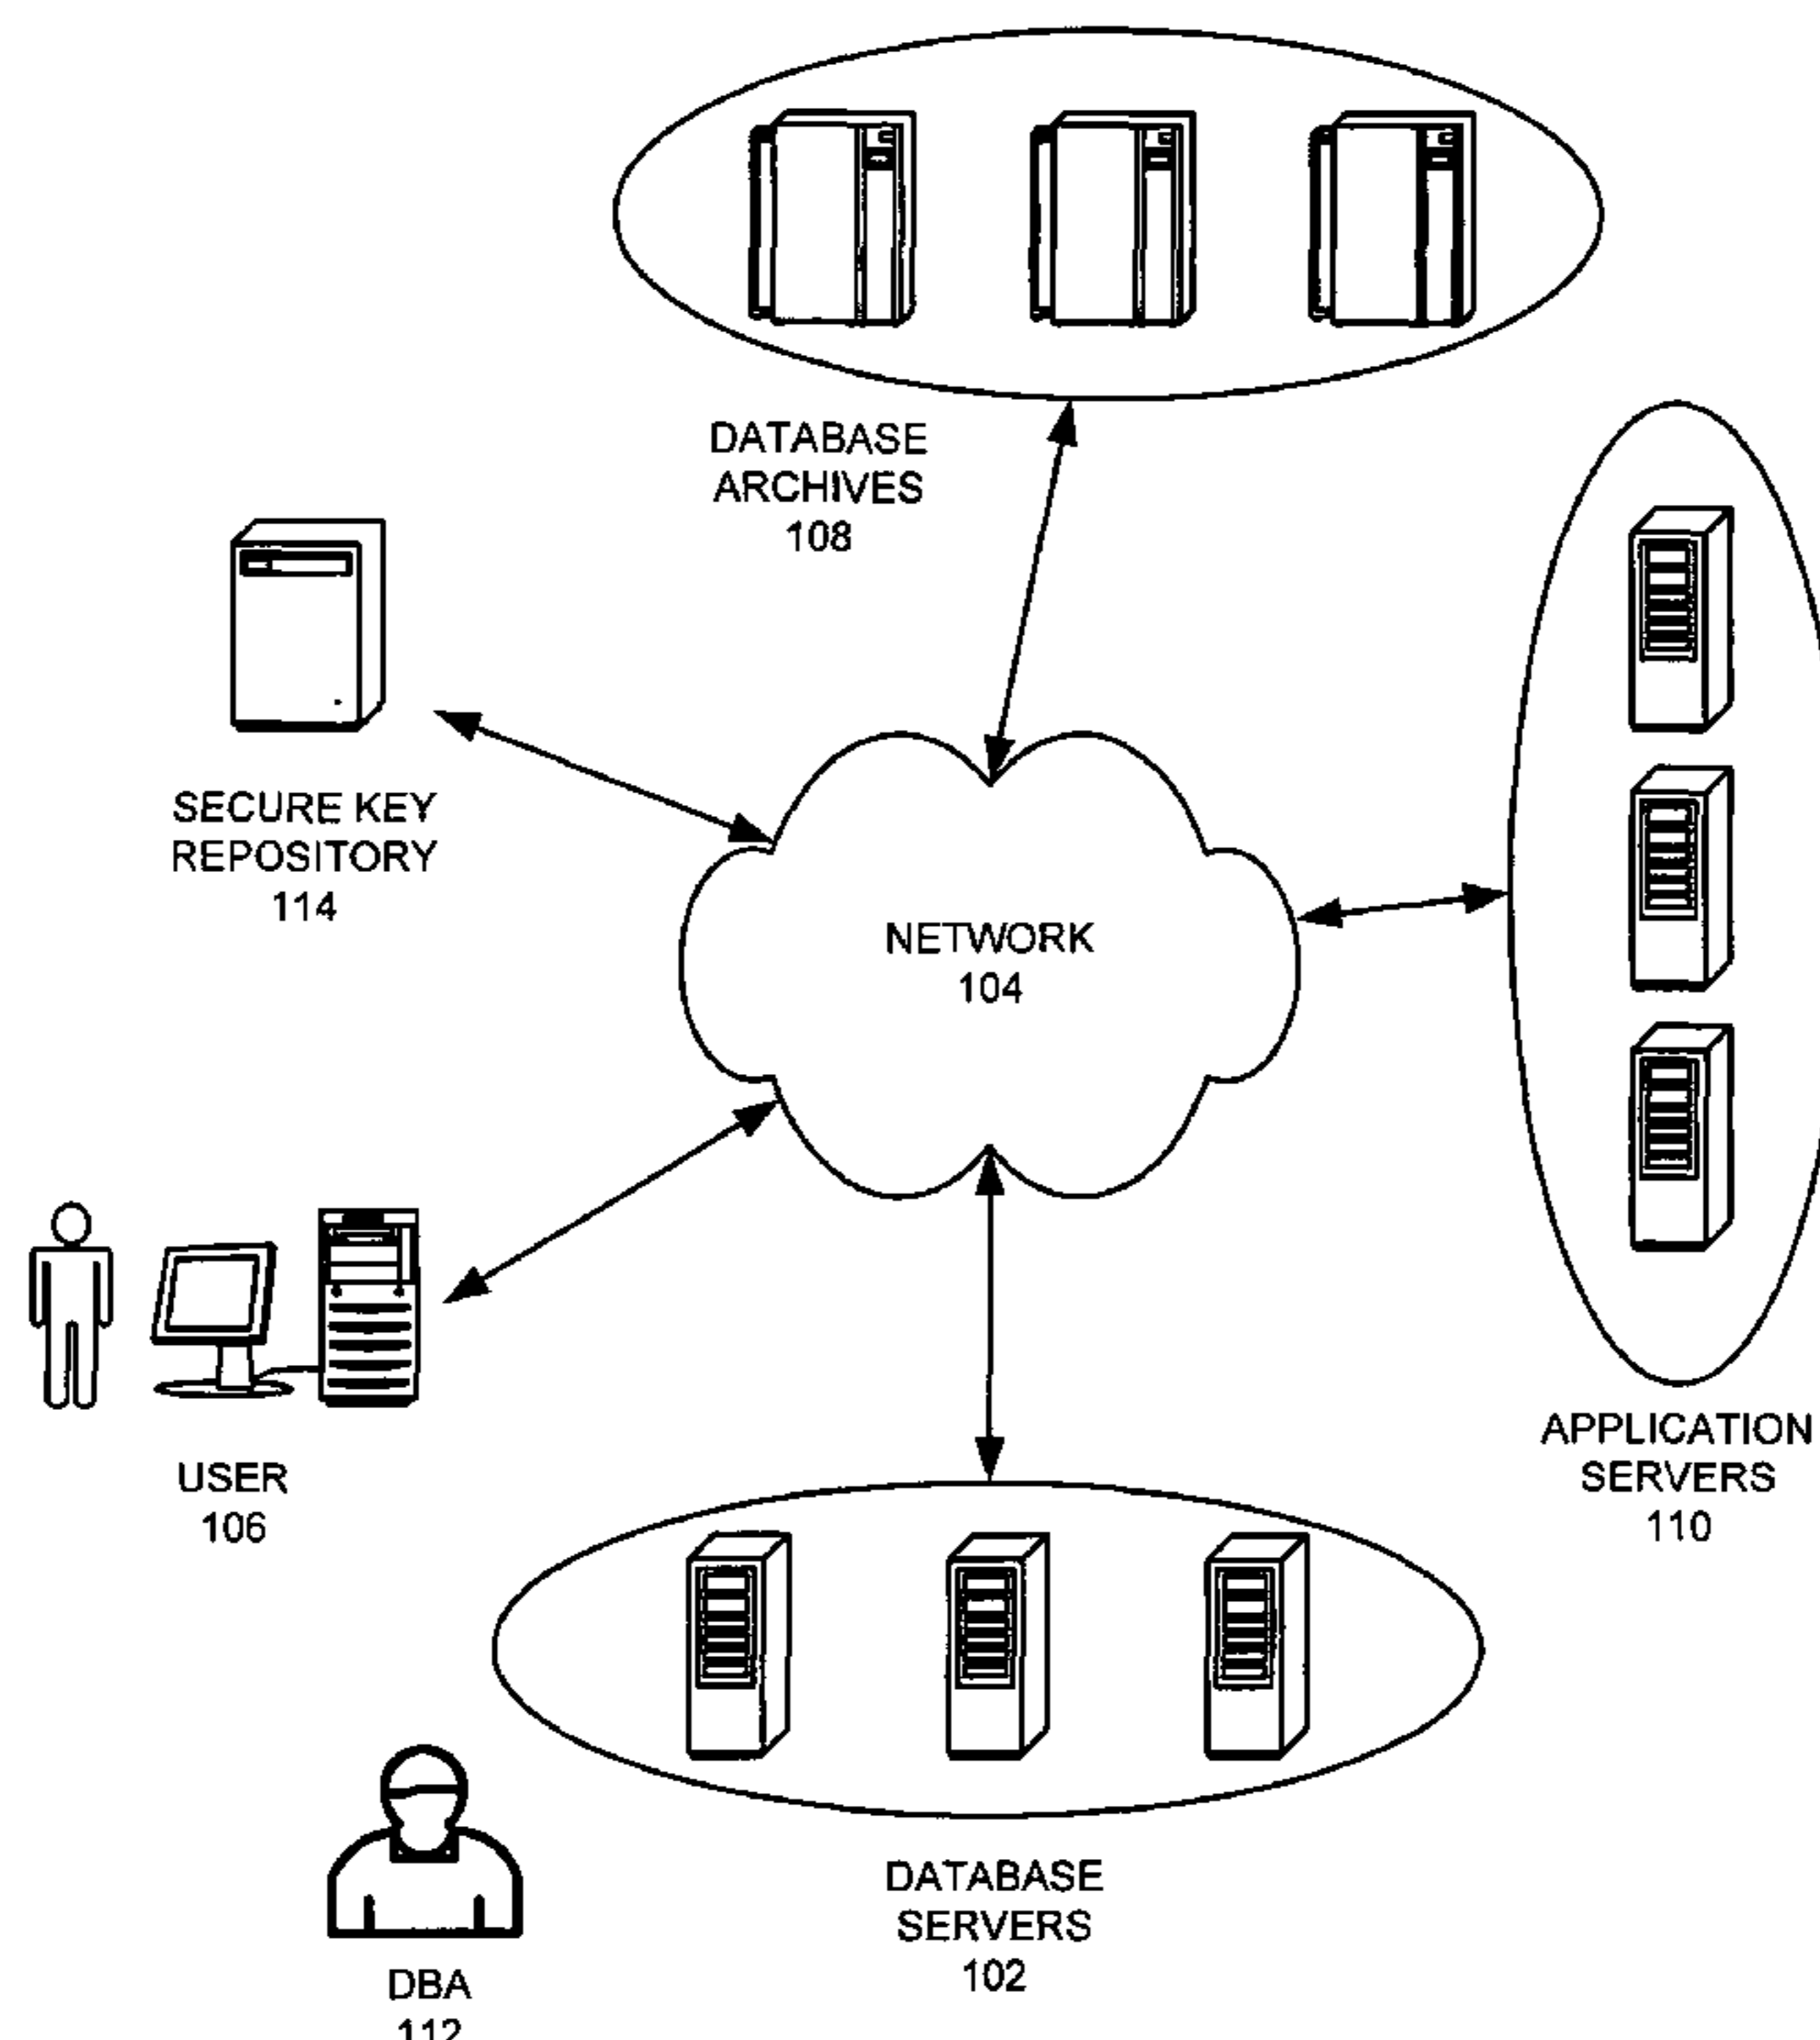 DATABASE
ARCHIVES
108
SECURE KEY
REPOSITORY
114
NETWORK
104
APPLICATION
SERVERS
110
USER
106
DATABASE
SERVERS
102
DBA
112